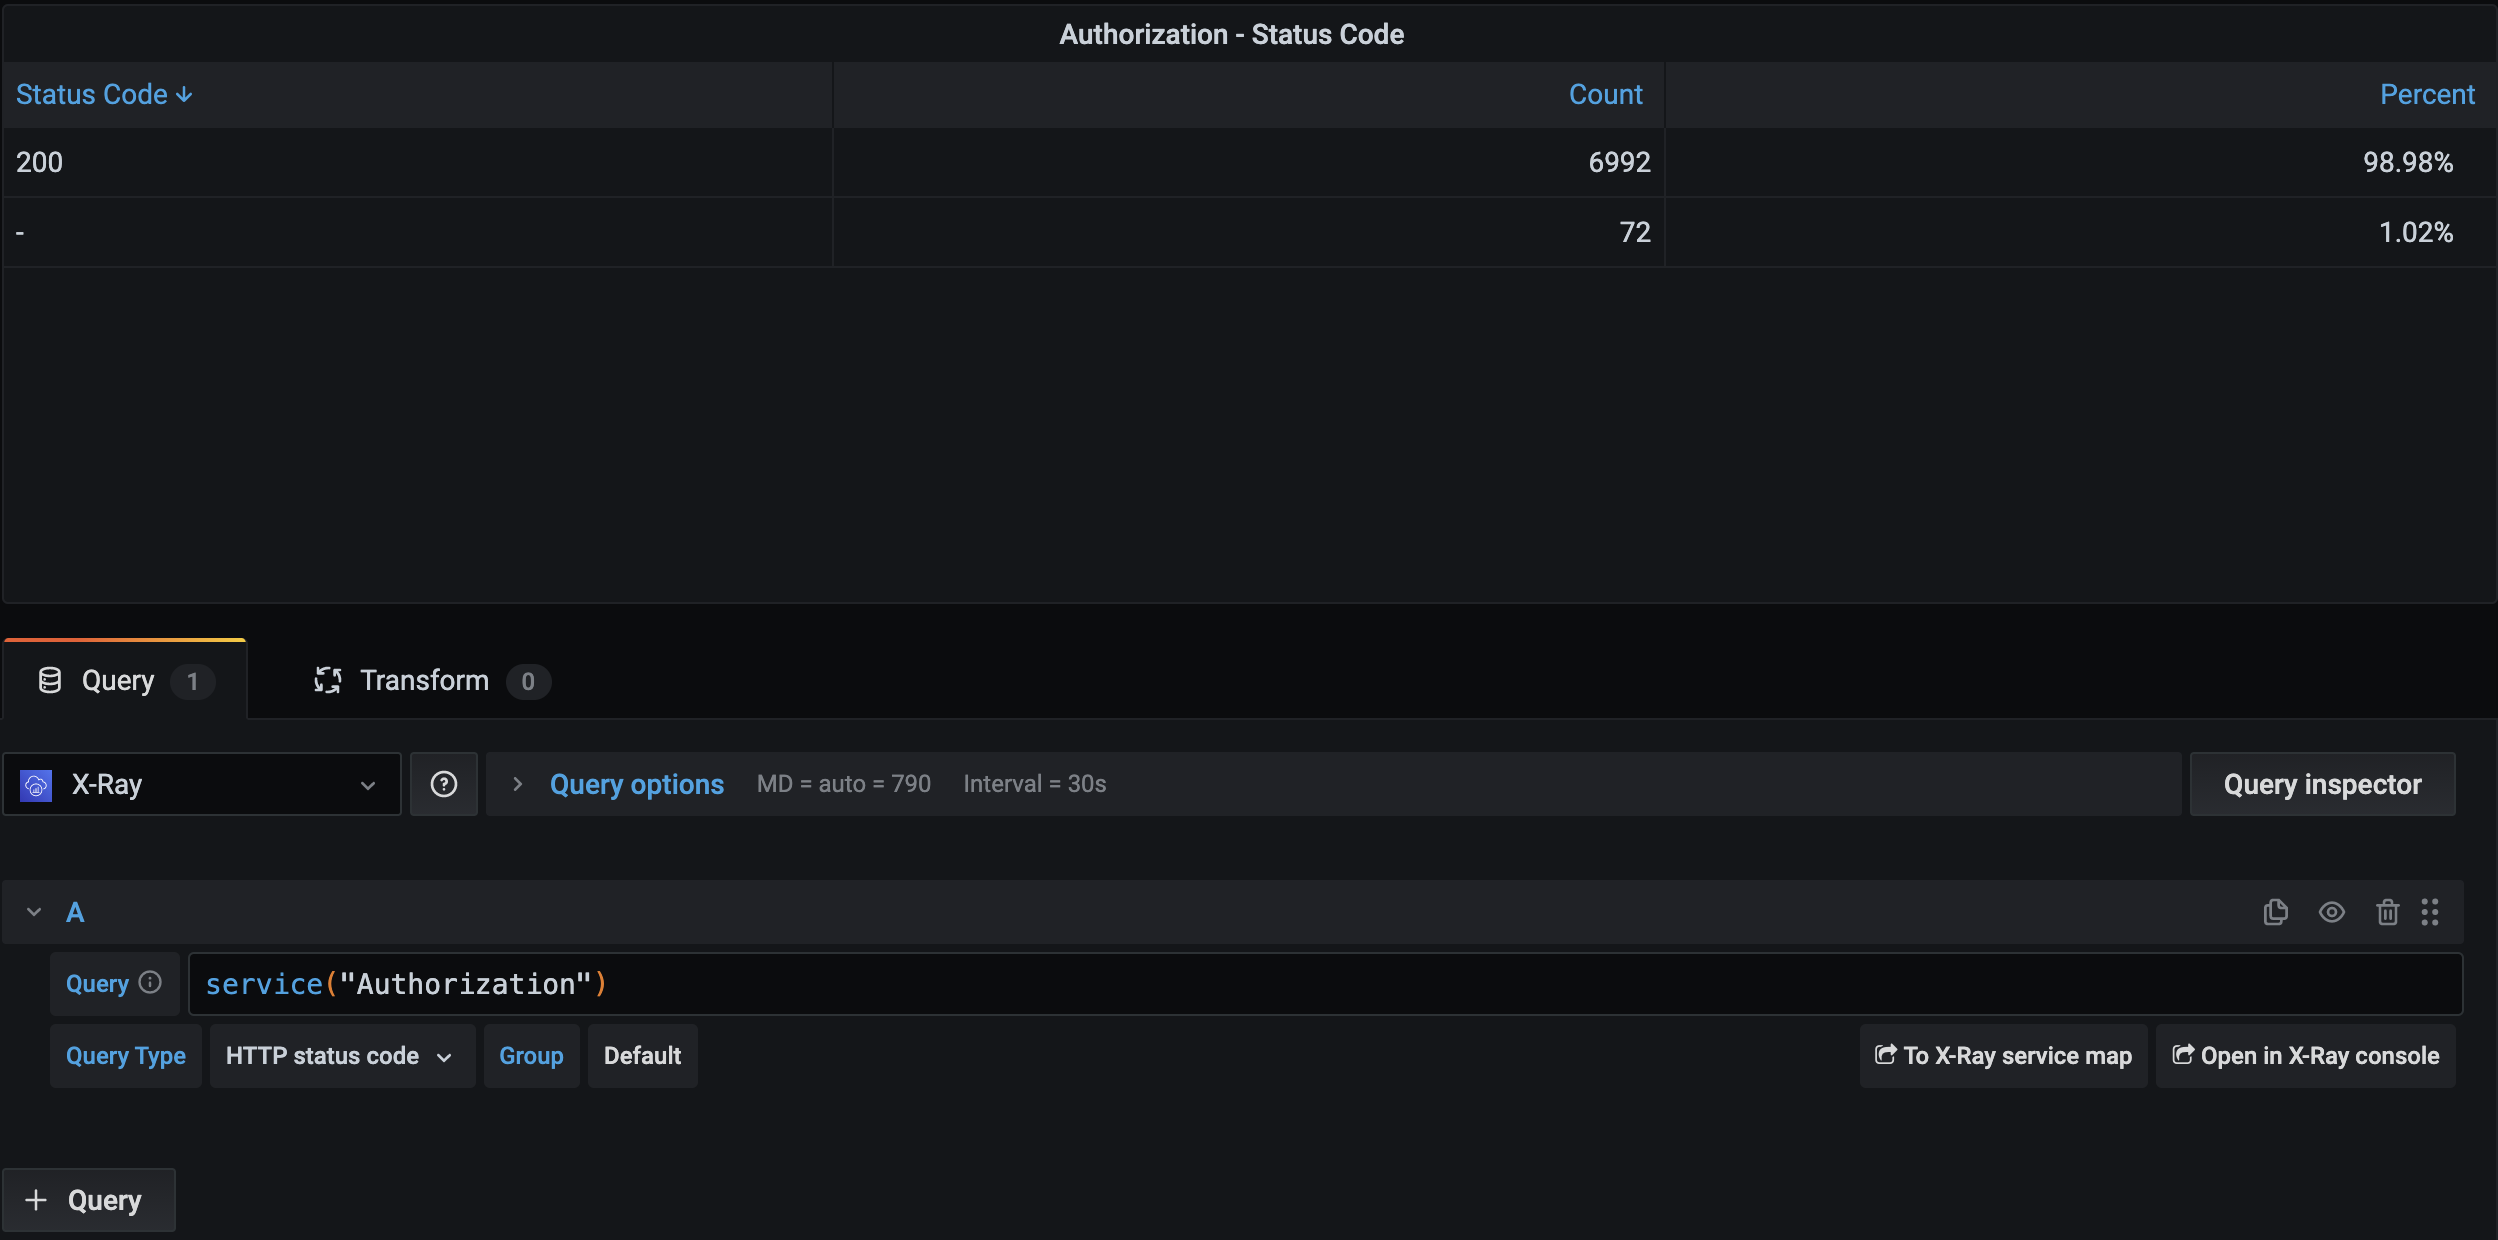 Authorization - Status Code
Status Code Count Percent
200 6992 98.98%
- 72 1.02%
Query 1 Transform 0
X-Ray Query options MD = auto = 790 Interval = 30s Query inspector
A
Query service("Authorization")
Query Type HTTP status code Group Default To X-Ray service map Open in X-Ray console
+ Query